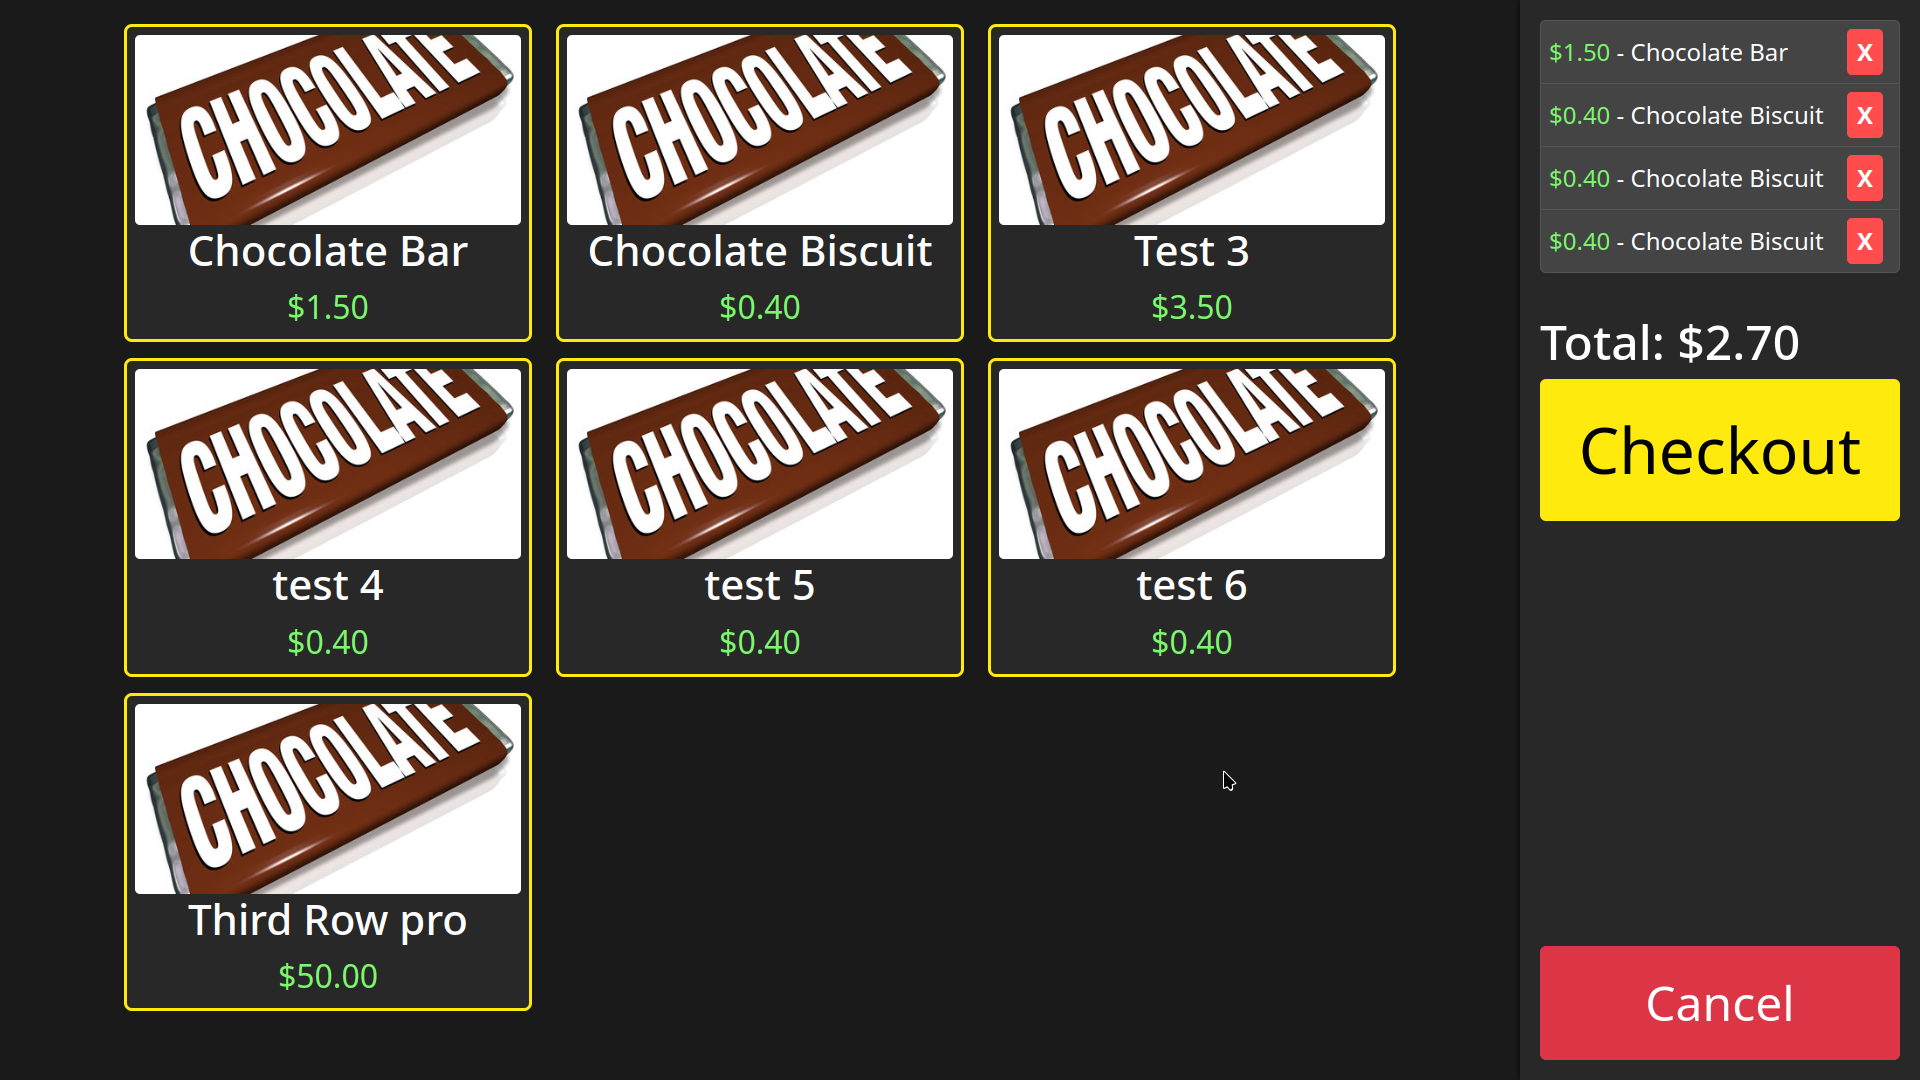 CHOCOLATE
Chocolate Bar
$1.50
CHOCOLATE
Chocolate Biscuit
$0.40
CHOCOLATE
Test 3
$3.50
CHOCOLATE
test 4
$0.40
CHOCOLATE
test 5
$0.40
CHOCOLATE
test 6
$0.40
CHOCOLATE
Third Row pro
$50.00
$1.50 - Chocolate Bar X
$0.40 - Chocolate Biscuit X
$0.40 - Chocolate Biscuit X
$0.40 - Chocolate Biscuit X
Total: $2.70
Checkout
Cancel